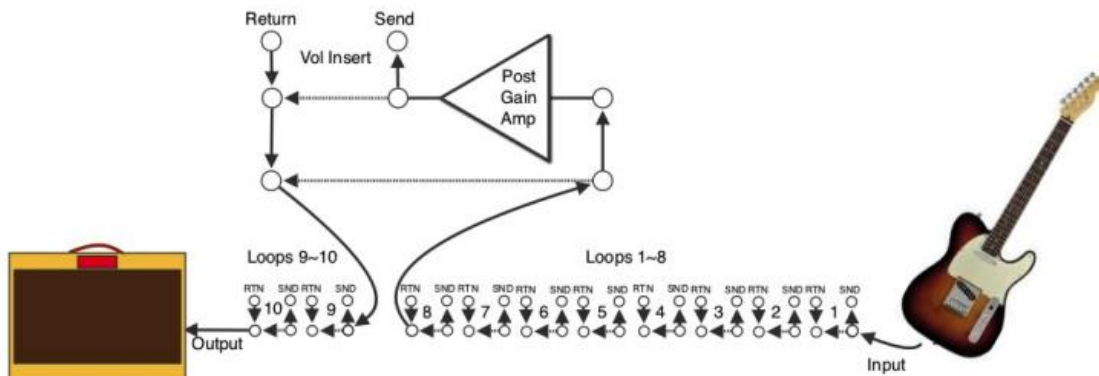 Return Send
Vol Insert
Post
Gain
Amp
Loops 9~10 Loops 1~8
RTN SND RTN SND RTN SND RTN SND RTN SND RTN SND RTN SND RTN SND RTN SND RTN SND
10 9 8 7 6 5 4 3 2 1
Output Input